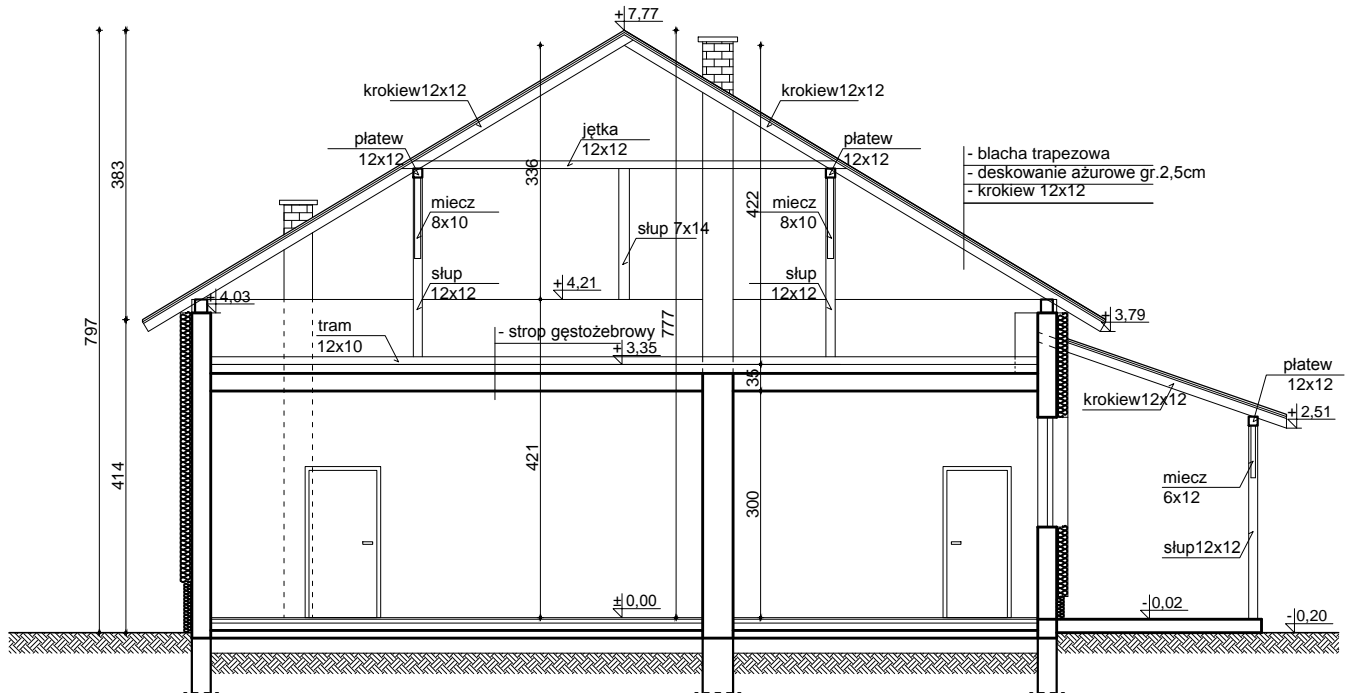 + 7,77
krokiew12x12
krokiew12x12
płatew
12x12
jętka
12x12
płatew
12x12
- blacha trapezowa
- deskowanie ażurowe gr.2,5cm
- krokiew 12x12
383
336
422
miecz
8x10
słup 7x14
miecz
8x10
słup
12x12
+ 4,21
słup
12x12
+ 4,03
+ 3,79
797
777
tram
12x10
- strop gęstożebrowy
+ 3,35
35
płatew
12x12
krokiew12x12
+ 2,51
414
421
300
miecz
6x12
słup12x12
± 0,00
- 0,02
- 0,20